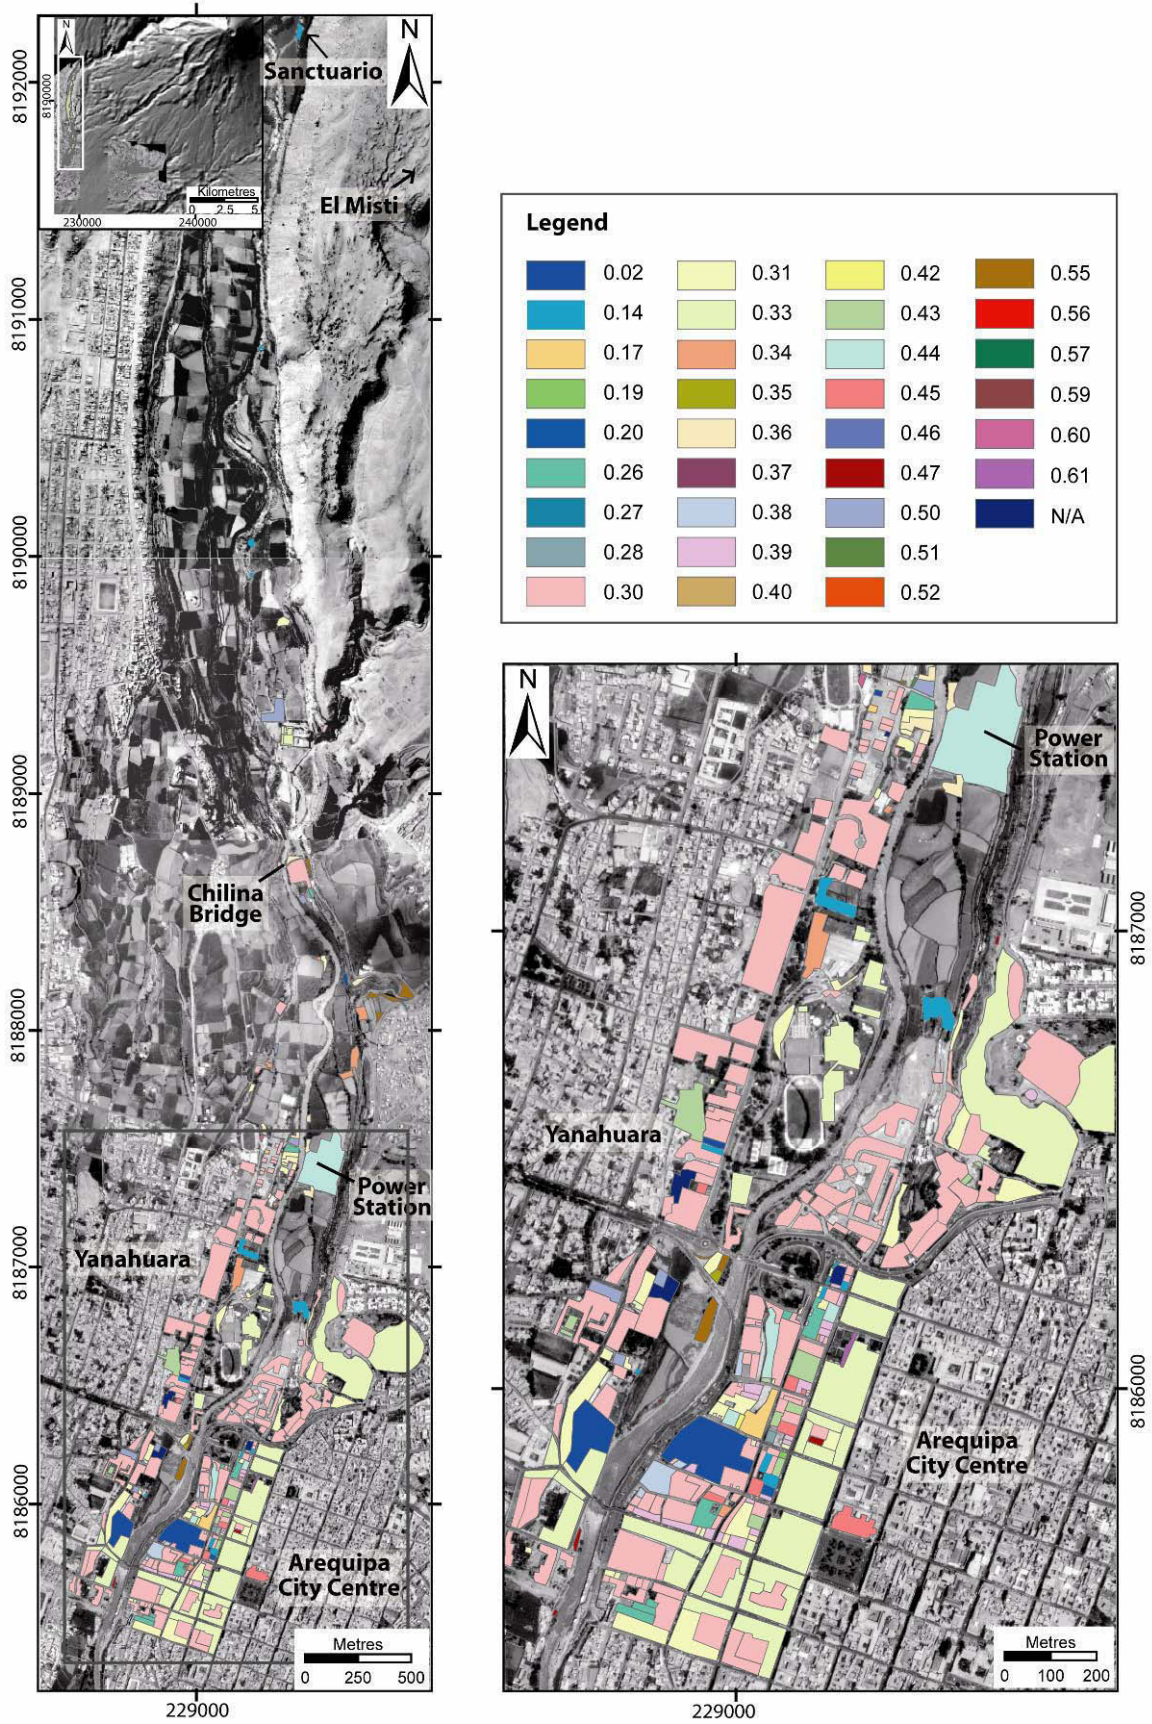 N
8190000
Kilometres
0 2.5 5
230000 240000
Sanctuario
N
El Misti
8192000
8191000
8190000
8189000
8188000
8187000
8186000
Chilina
Bridge
Power
Station
Yanahuara
Arequipa
City Centre
Metres
0 250 500
229000
Legend
0.02
0.14
0.17
0.19
0.20
0.26
0.27
0.28
0.30
0.31
0.33
0.34
0.35
0.36
0.37
0.38
0.39
0.40
0.42
0.43
0.44
0.45
0.46
0.47
0.50
0.51
0.52
0.55
0.56
0.57
0.59
0.60
0.61
N/A
N
Power
Station
8187000
Yanahuara
8186000
Arequipa
City Centre
Metres
0 100 200
229000